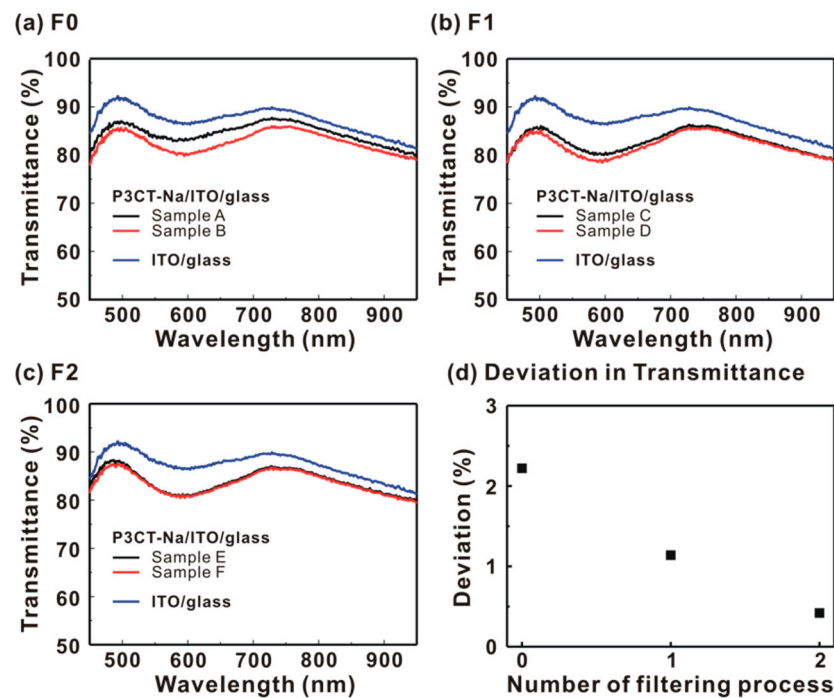 (a) F0
100
90
80
70
60
50
Transmittance (%)
P3CT-Na/ITO/glass
Sample A
Sample B
ITO/glass
500 600 700 800 900
Wavelength (nm)
(b) F1
100
90
80
70
60
50
Transmittance (%)
P3CT-Na/ITO/glass
Sample C
Sample D
ITO/glass
500 600 700 800 900
Wavelength (nm)
(c) F2
100
90
80
70
60
50
Transmittance (%)
P3CT-Na/ITO/glass
Sample E
Sample F
ITO/glass
500 600 700 800 900
Wavelength (nm)
(d) Deviation in Transmittance
3
2
1
0
Deviation (%)
0 1 2
Number of filtering process